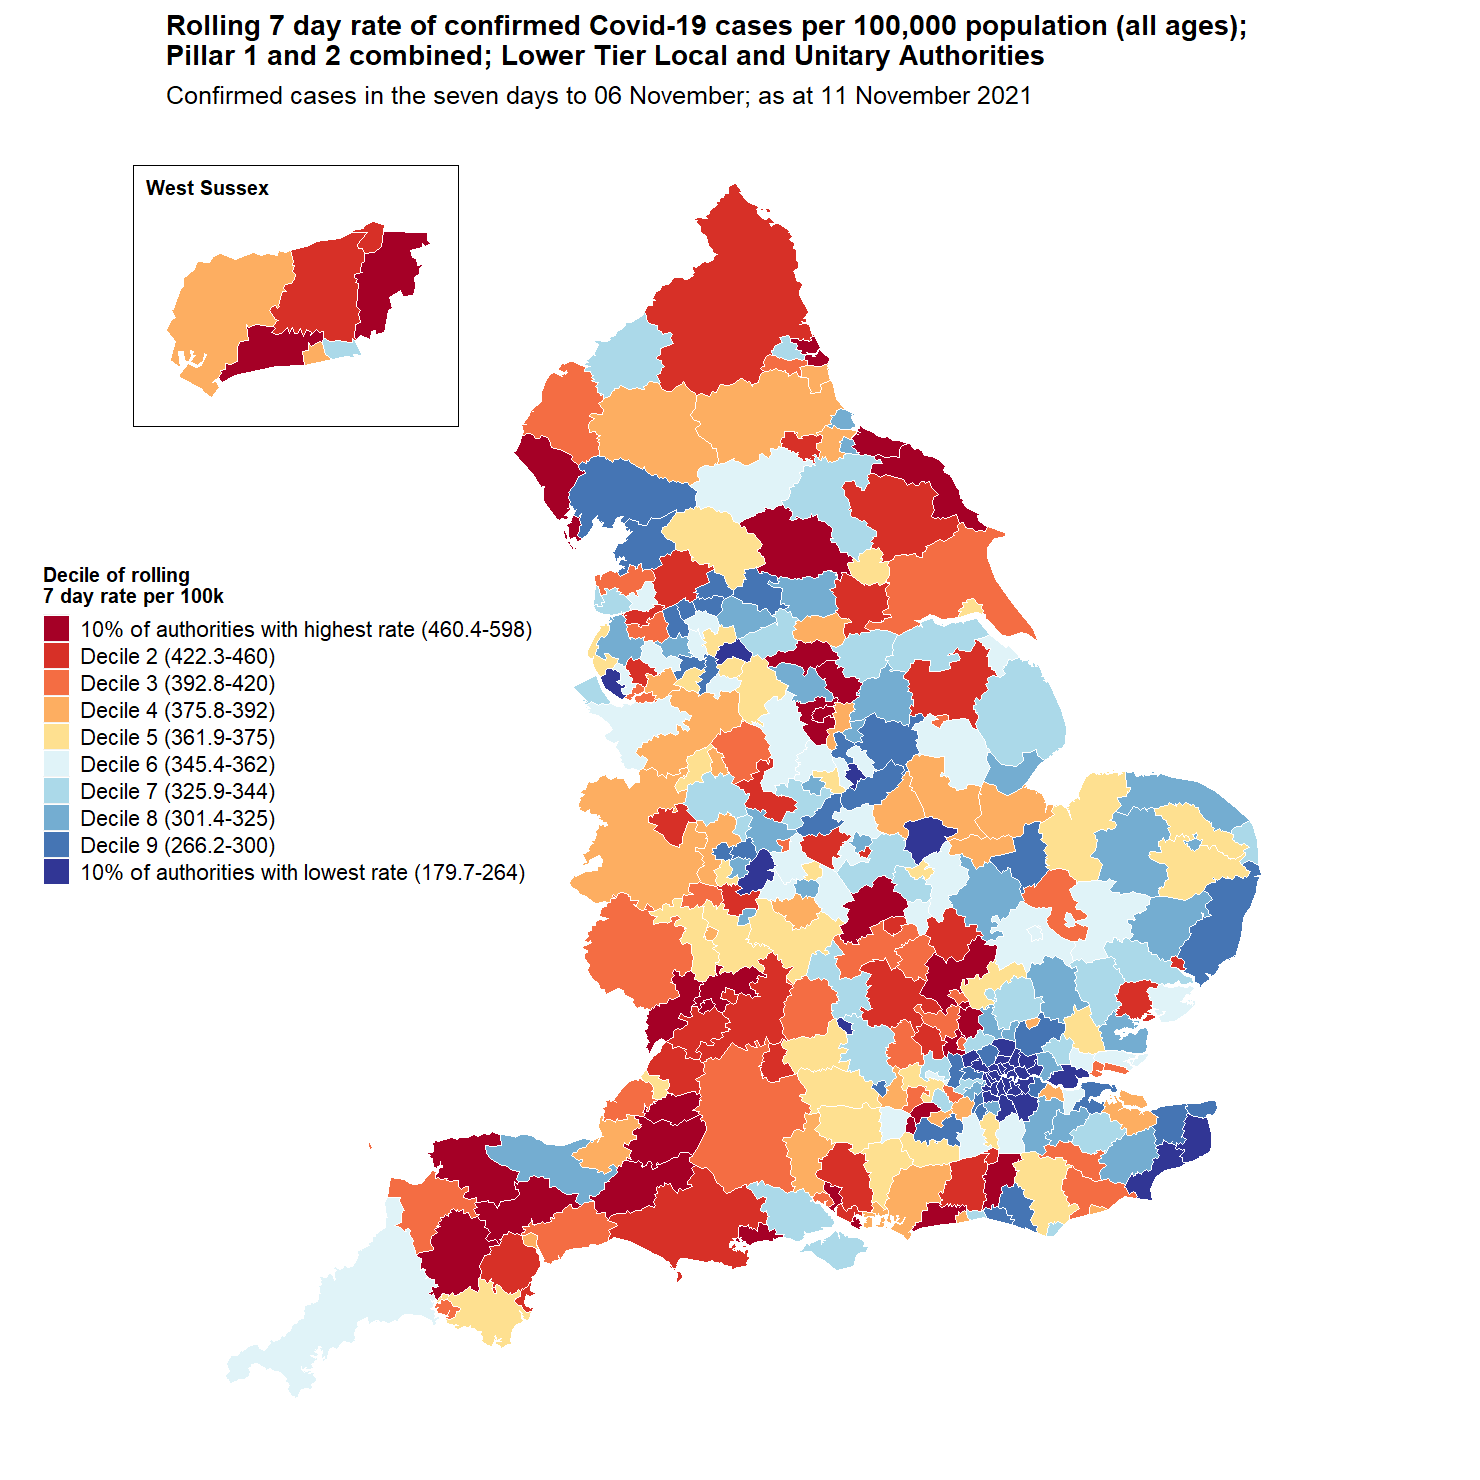 Rolling 7 day rate of confirmed Covid-19 cases per 100,000 population (all ages);
Pillar 1 and 2 combined; Lower Tier Local and Unitary Authorities
Confirmed cases in the seven days to 06 November; as at 11 November 2021
West Sussex
Decile of rolling
7 day rate per 100k
10% of authorities with highest rate (460.4-598)
Decile 2 (422.3-460)
Decile 3 (392.8-420)
Decile 4 (375.8-392)
Decile 5 (361.9-375)
Decile 6 (345.4-362)
Decile 7 (325.9-344)
Decile 8 (301.4-325)
Decile 9 (266.2-300)
10% of authorities with lowest rate (179.7-264)